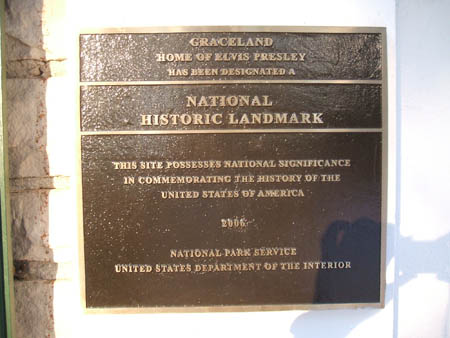 GRACELAND
HOME OF ELVIS PRESLEY
HAS BEEN DESIGNATED A
NATIONAL
HISTORIC LANDMARK
THIS SITE POSSESSES NATIONAL SIGNIFICANCE
IN COMMEMORATING THE HISTORY OF THE
UNITED STATES OF AMERICA
2006
NATIONAL PARK SERVICE
UNITED STATES DEPARTMENT OF THE INTERIOR